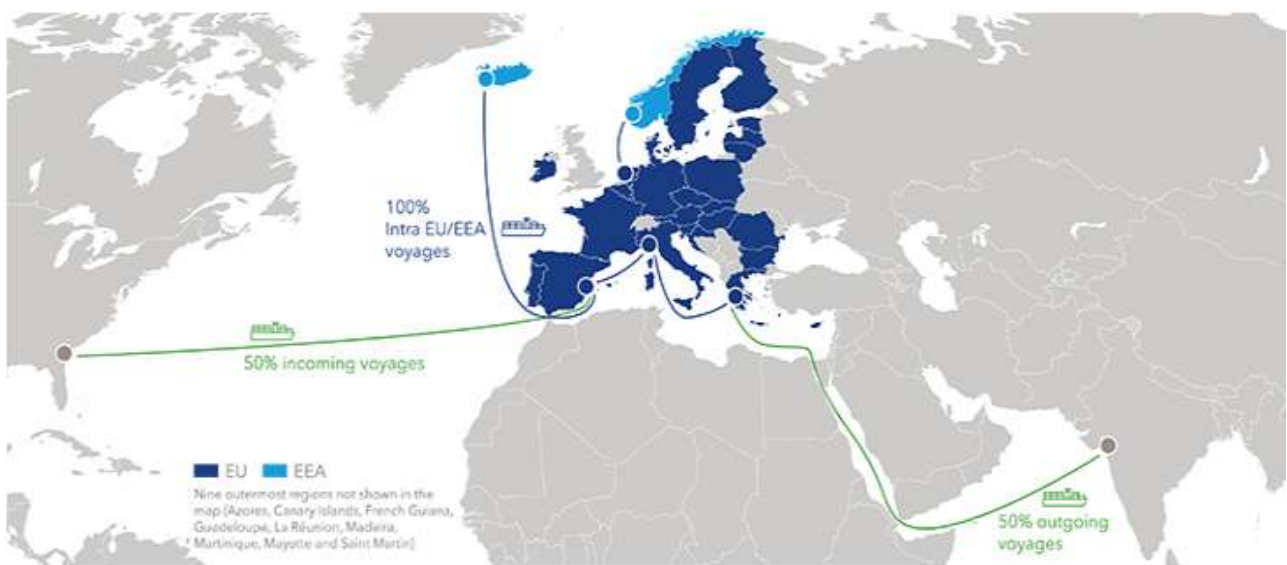 100%
Intra EU/EEA
voyages
50% incoming voyages
EU EEA
Nine outermost regions not shown in the
map (Azores, Canary Islands, French Guiana,
Guadeloupe, La Réunion, Madeira,
Martinique, Mayotte and Saint Martin)
50% outgoing
voyages